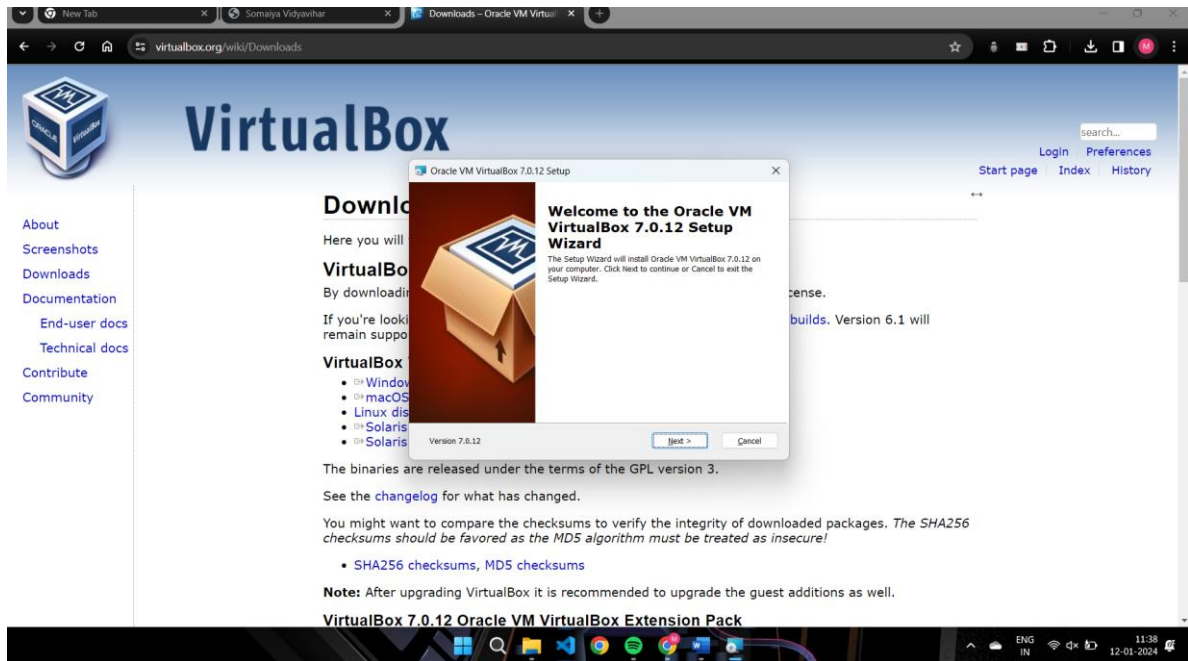 New Tab
Somaiya Vidyavihar
Downloads – Oracle VM Virtual
virtualbox.org/wiki/Downloads
M
VM
ORACLE
VirtualBox
VirtualBox
search...
Login Preferences
Start page Index History
About
Screenshots
Downloads
Documentation
End-user docs
Technical docs
Contribute
Community
Downlo
Here you will
VirtualBo
By downloadin
cense.
If you're looki
builds. Version 6.1 will
remain suppo
VirtualBox
Window
macOS
Linux dis
Solaris
Solaris
Oracle VM VirtualBox 7.0.12 Setup
Welcome to the Oracle VM
VirtualBox 7.0.12 Setup
Wizard
The Setup Wizard will install Oracle VM VirtualBox 7.0.12 on
your computer. Click Next to continue or Cancel to exit the
Setup Wizard.
Version 7.0.12
Next >
Cancel
The binaries are released under the terms of the GPL version 3.
See the changelog for what has changed.
You might want to compare the checksums to verify the integrity of downloaded packages. The SHA256
checksums should be favored as the MD5 algorithm must be treated as insecure!
SHA256 checksums, MD5 checksums
Note: After upgrading VirtualBox it is recommended to upgrade the guest additions as well.
VirtualBox 7.0.12 Oracle VM VirtualBox Extension Pack
ENG
IN
11:38
12-01-2024